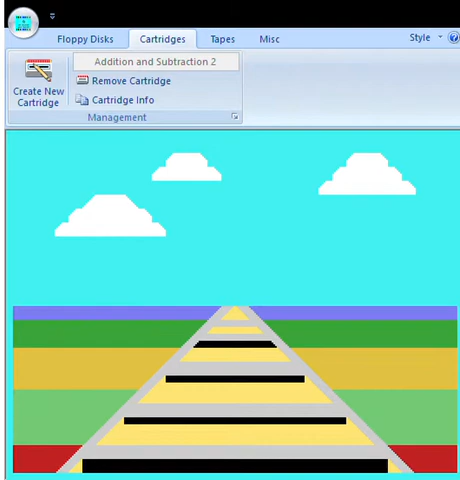 Floppy Disks Cartridges Tapes Misc Style
Addition and Subtraction 2
Remove Cartridge
Create New Cartridge
Cartridge Info
Management